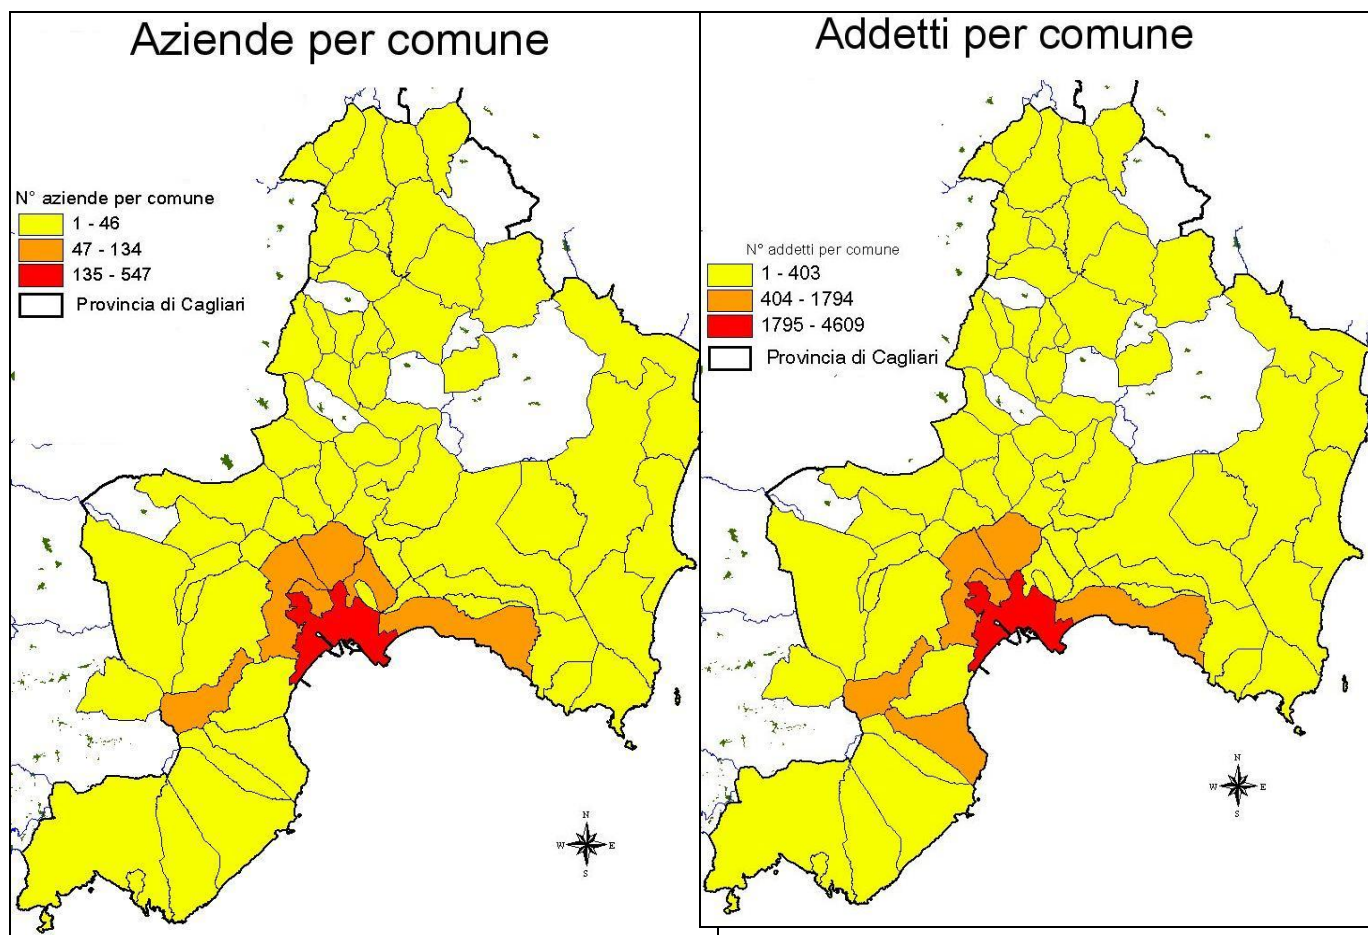 Aziende per comune
N° aziende per comune
1 - 46
47 - 134
135 - 547
Provincia di Cagliari
N
W E
S
Addetti per comune
N° addetti per comune
1 - 403
404 - 1794
1795 - 4609
Provincia di Cagliari
N
W E
S